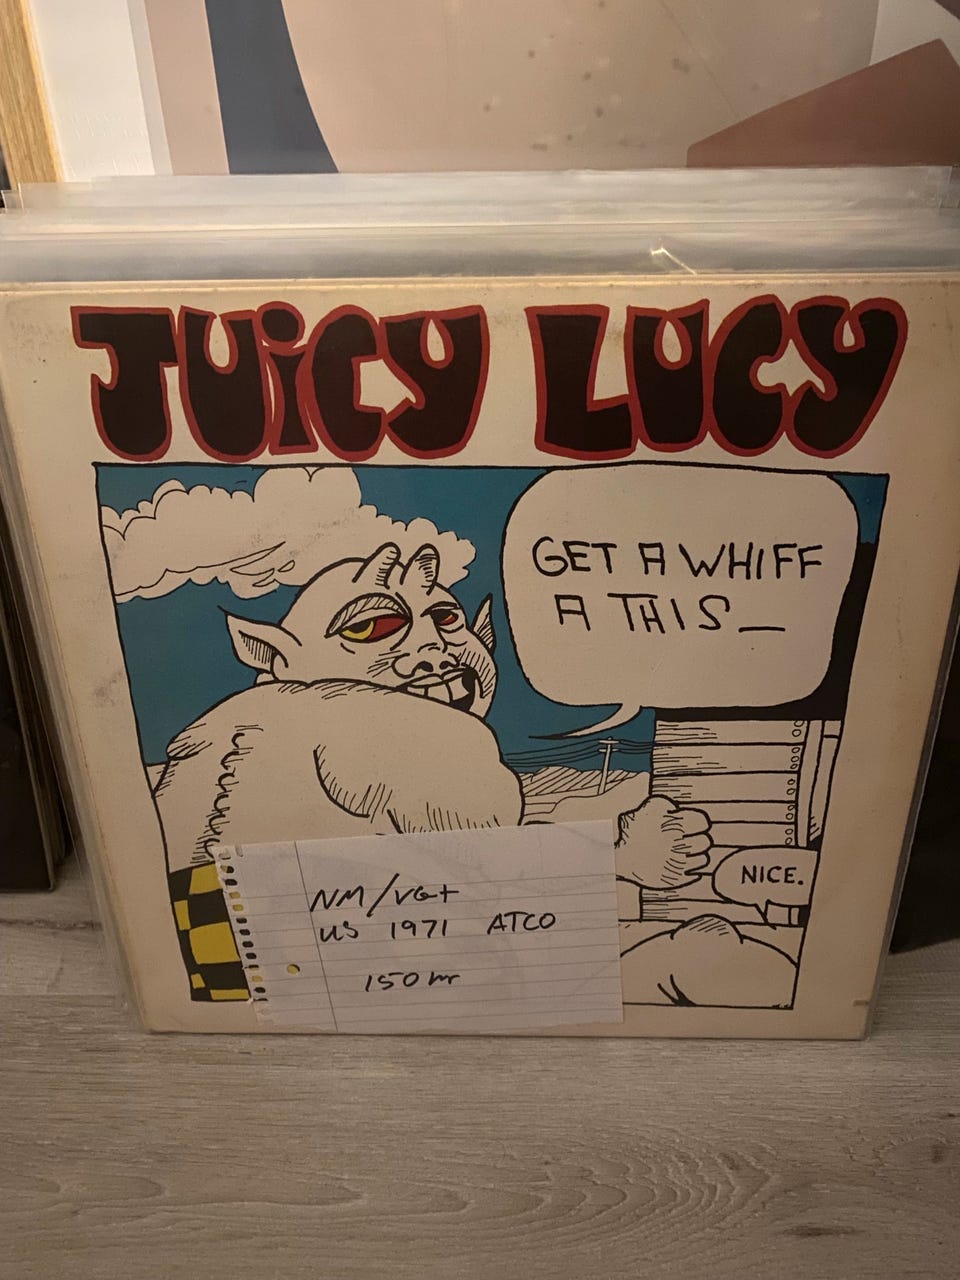 JUiCY LUCY
GET A WHIFF
A THIS_
NICE.
NM/VG+
US 1971 ATCO
150 kr